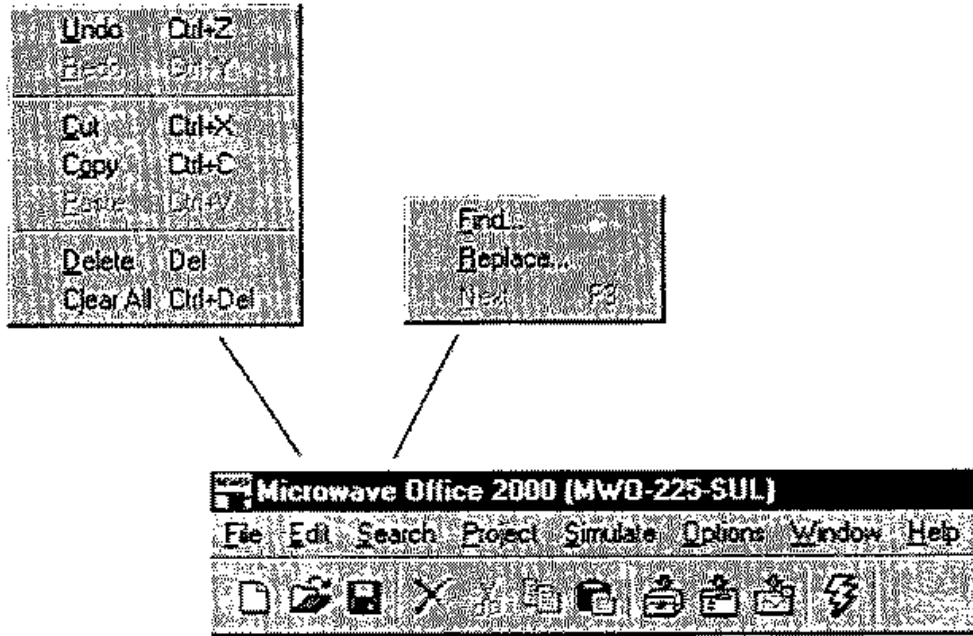 Undo Ctrl+Z
Redo Ctrl+Y
Cut Ctrl+X
Copy Ctrl+C
Paste Ctrl+V
Delete Del
Clear All Ctrl+Del
Find...
Replace...
Next F3
Microwave Office 2000 (MWO-225-SUL)
File Edit Search Project Simulate Options Window Help